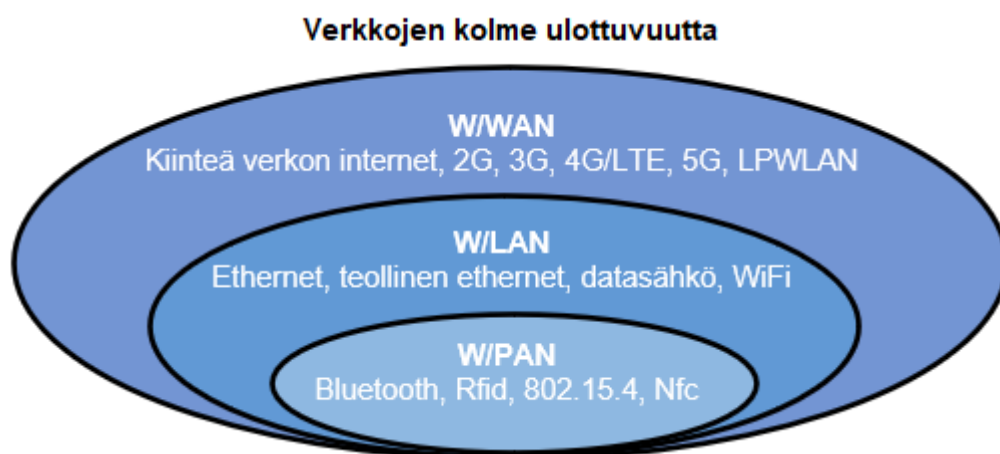 Verkkojen kolme ulottuvuutta
W/WAN
Kiinteä verkon internet, 2G, 3G, 4G/LTE, 5G, LPWLAN
W/LAN
Ethernet, teollinen ethernet, datasähkö, WiFi
W/PAN
Bluetooth, Rfid, 802.15.4, Nfc